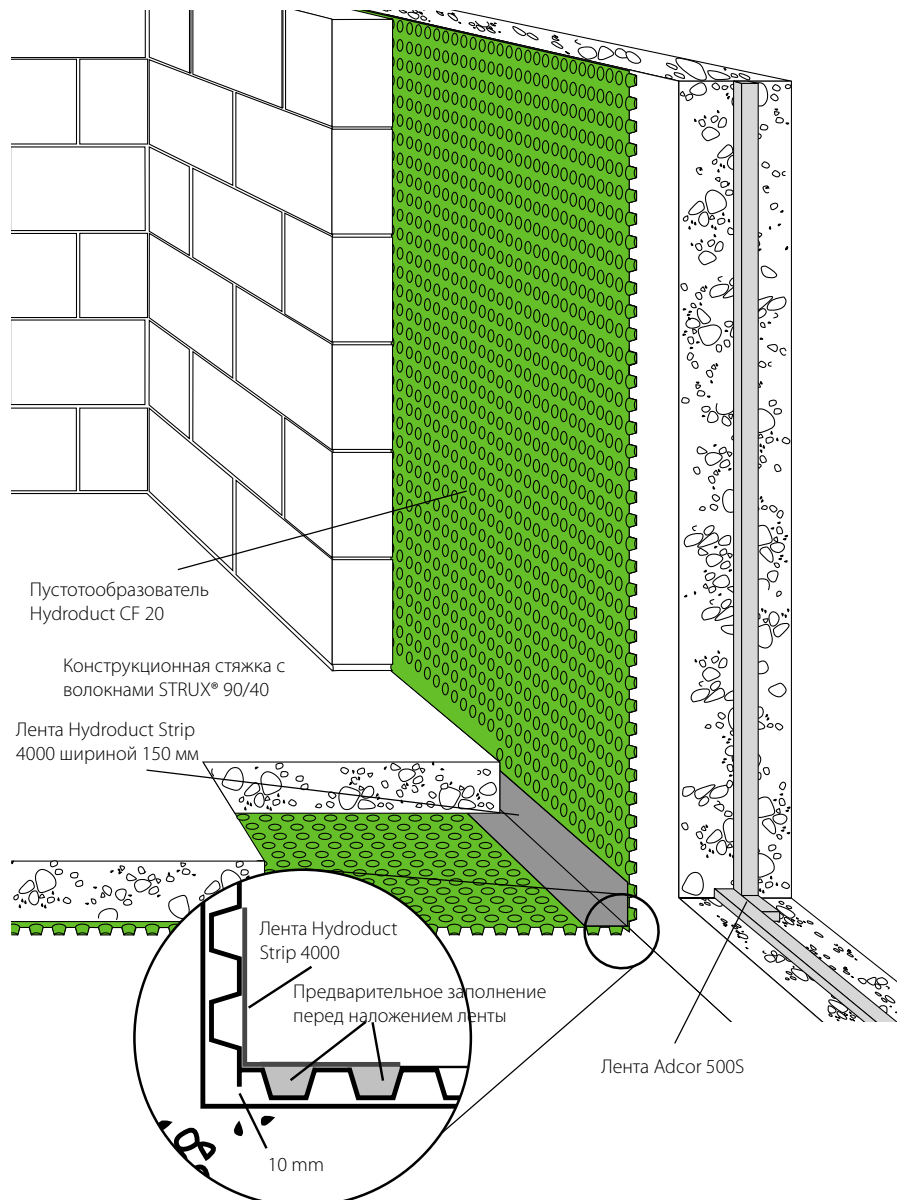 Пустотообразователь
Hydroduct CF 20
Конструкционная стяжка с
волокнами STRUX® 90/40
Лента Hydroduct Strip
4000 шириной 150 мм
Лента Hydroduct
Strip 4000
Предварительное заполнение
перед наложением ленты
Лента Adcor 500S
10 mm